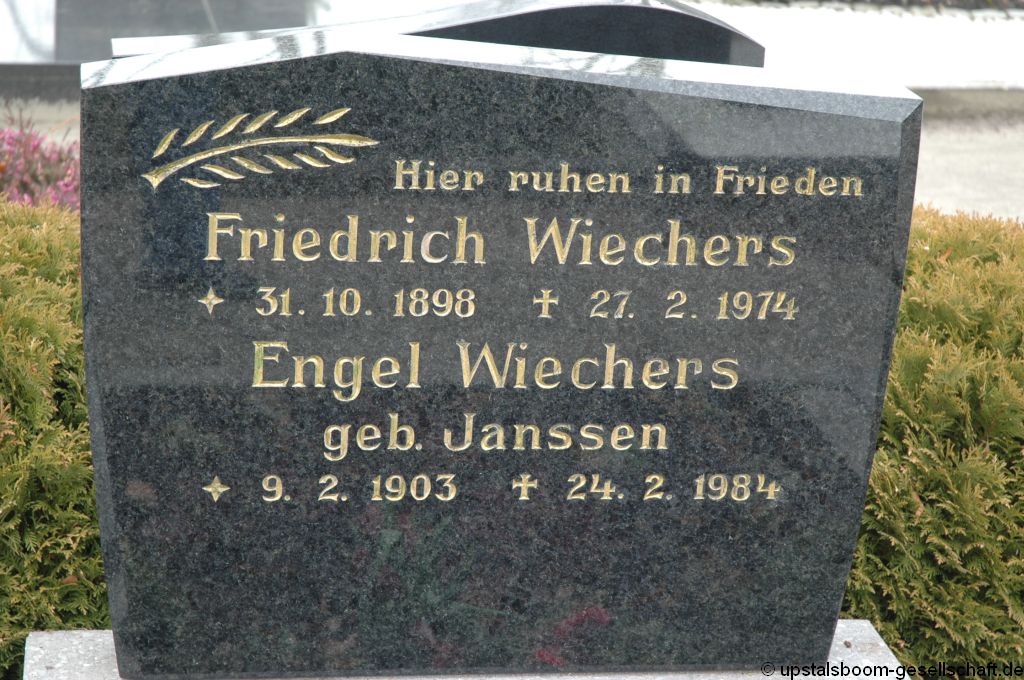 Hier ruhen in Frieden
Friedrich Wiechers
✦ 31. 10. 1898 ✝ 27. 2. 1974
Engel Wiechers
geb. Janssen
✦ 9. 2. 1903 ✝ 24. 2. 1984
© upstalsboom-gesellschaft.de